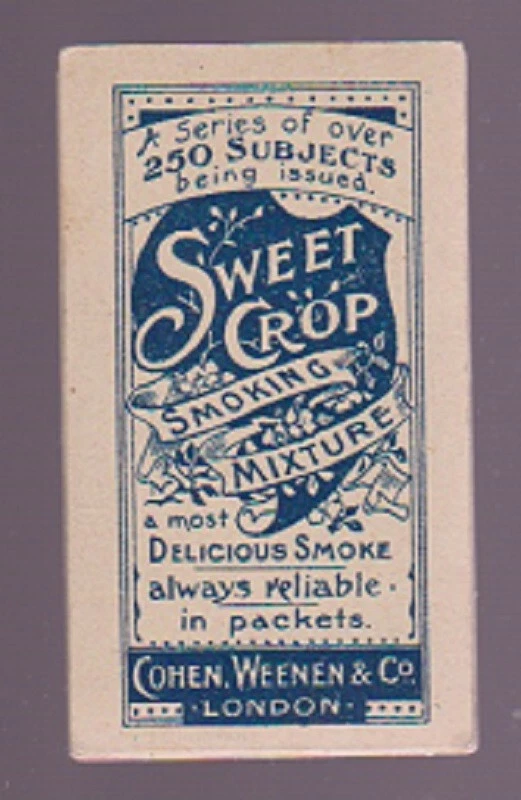 A Series of over
250 SUBJECTS
being issued.
SWEET
CROP
SMOKING
MIXTURE
a most
DELICIOUS SMOKE
always reliable.
in packets.
COHEN, WEENEN & CO.
LONDON